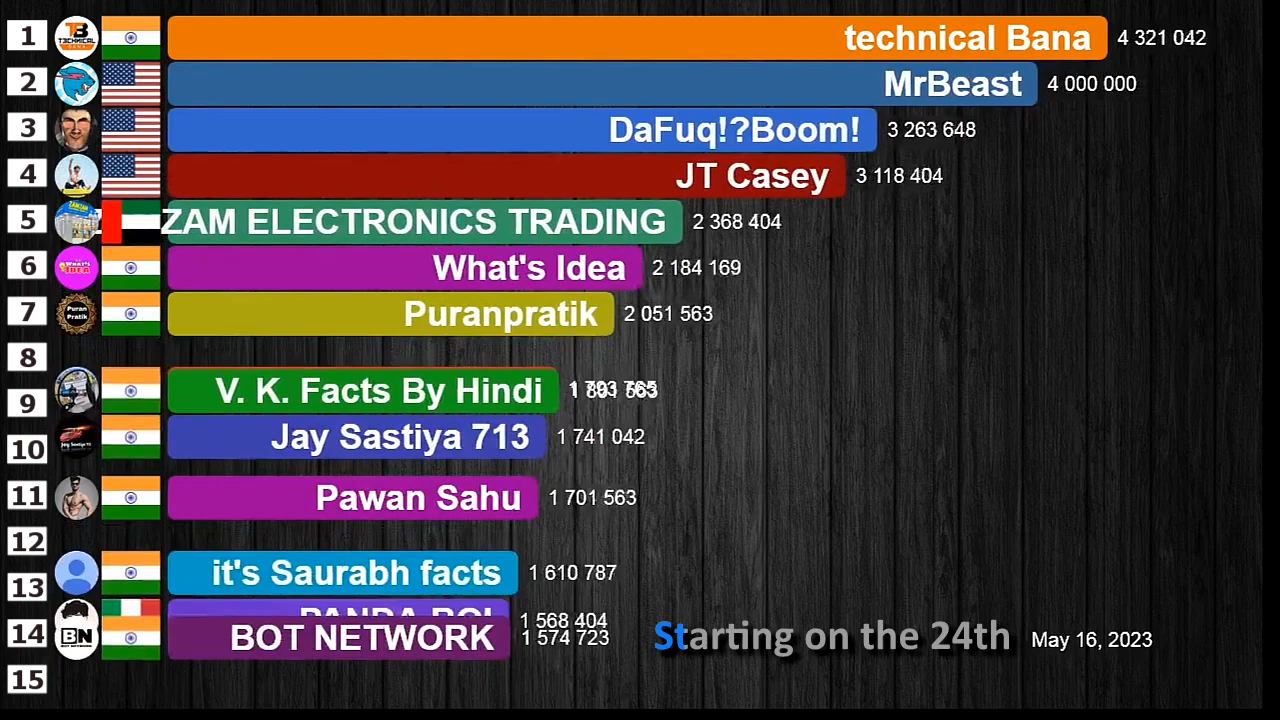 1 technical Bana 4 321 042
2 MrBeast 4 000 000
3 DaFuq!?Boom! 3 263 648
4 JT Casey 3 118 404
5 ZAM ELECTRONICS TRADING 2 368 404
6 What's Idea 2 184 169
7 Puranpratik 2 051 563
8
9 V. K. Facts By Hindi
10 Jay Sastiya 713 1 741 042
11 Pawan Sahu 1 701 563
12
13 it's Saurabh facts 1 610 787
PANDA BOI 1 568 404
14 BOT NETWORK 1 574 723
Starting on the 24th May 16, 2023
15